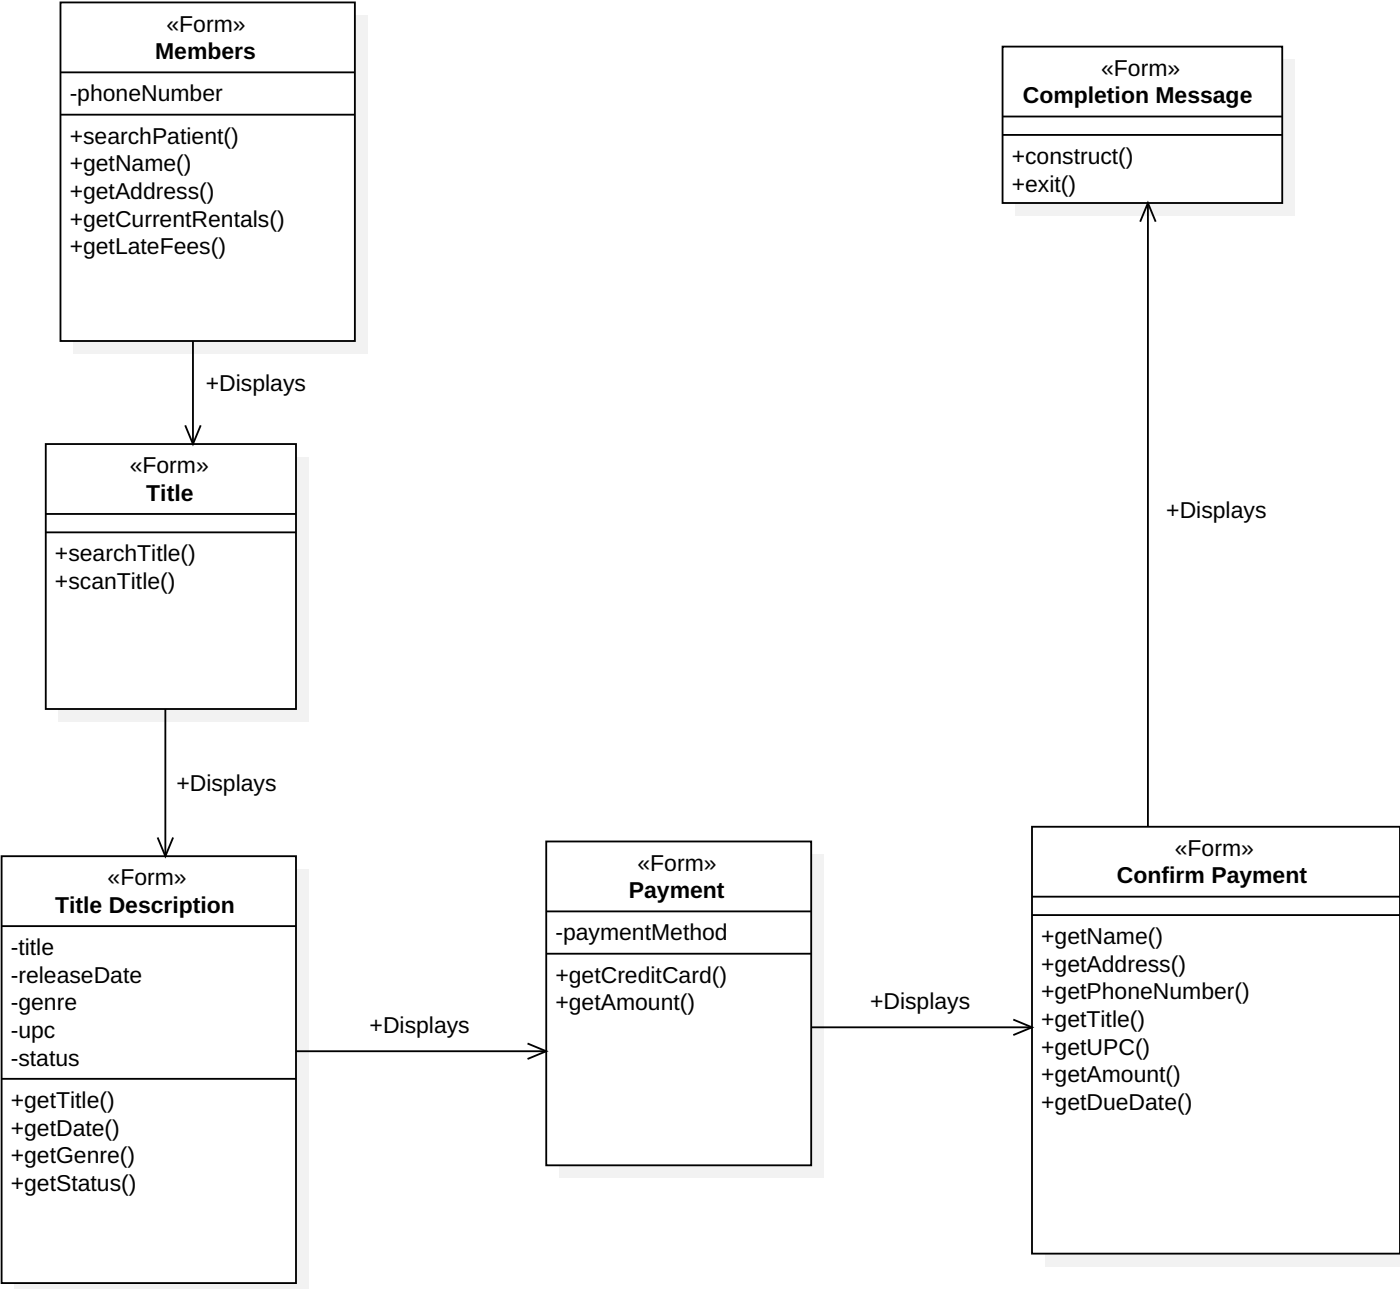 «Form»
Members
-phoneNumber
+searchPatient()
+getName()
+getAddress()
+getCurrentRentals()
+getLateFees()
+Displays
«Form»
Title
+searchTitle()
+scanTitle()
+Displays
«Form»
Title Description
-title
-releaseDate
-genre
-upc
-status
+getTitle()
+getDate()
+getGenre()
+getStatus()
+Displays
«Form»
Payment
-paymentMethod
+getCreditCard()
+getAmount()
+Displays
«Form»
Confirm Payment
+getName()
+getAddress()
+getPhoneNumber()
+getTitle()
+getUPC()
+getAmount()
+getDueDate()
+Displays
«Form»
Completion Message
+construct()
+exit()